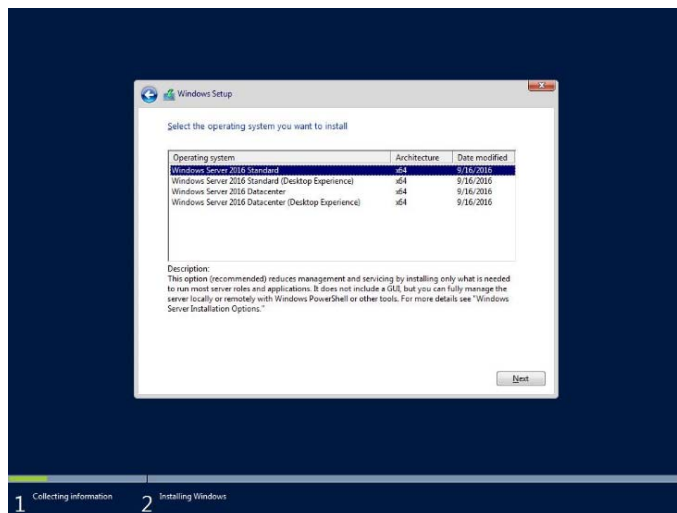 Windows Setup
Select the operating system you want to install
Operating system Architecture Date modified
Windows Server 2016 Standard x64 9/16/2016
Windows Server 2016 Standard (Desktop Experience) x64 9/16/2016
Windows Server 2016 Datacenter x64 9/16/2016
Windows Server 2016 Datacenter (Desktop Experience) x64 9/16/2016
Description:
This option (recommended) reduces management and servicing by installing only what is needed
to run most server roles and applications. It does not include a GUI, but you can fully manage the
server locally or remotely with Windows PowerShell or other tools. For more details see "Windows
Server Installation Options."
Next
1 Collecting information 2 Installing Windows